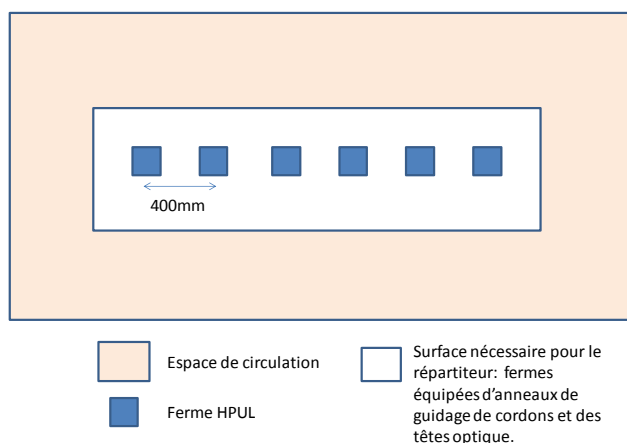 400mm
Espace de circulation
Ferme HPUL
Surface nécessaire pour le
répartiteur: fermes
équipées d'anneaux de
guidage de cordons et des
têtes optique.